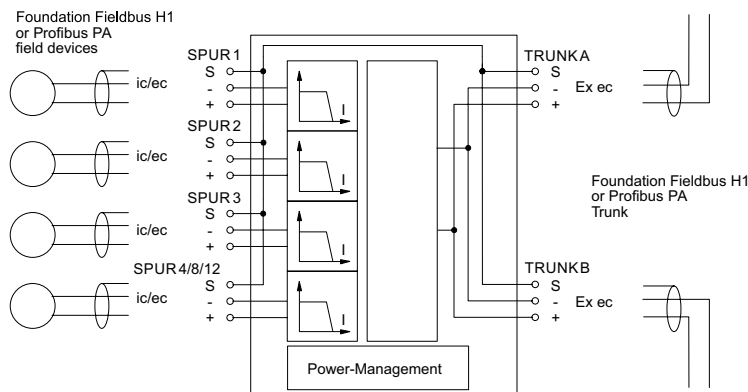 Foundation Fieldbus H1
or Profibus PA
field devices
SPUR 1
S
-
+
ic/ec
I
SPUR 2
S
-
+
ic/ec
I
SPUR 3
S
-
+
ic/ec
I
SPUR 4/8/12
S
-
+
ic/ec
I
Power-Management
TRUNK A
S
-
+
Ex ec
Foundation Fieldbus H1
or Profibus PA
Trunk
TRUNK B
S
-
+
Ex ec